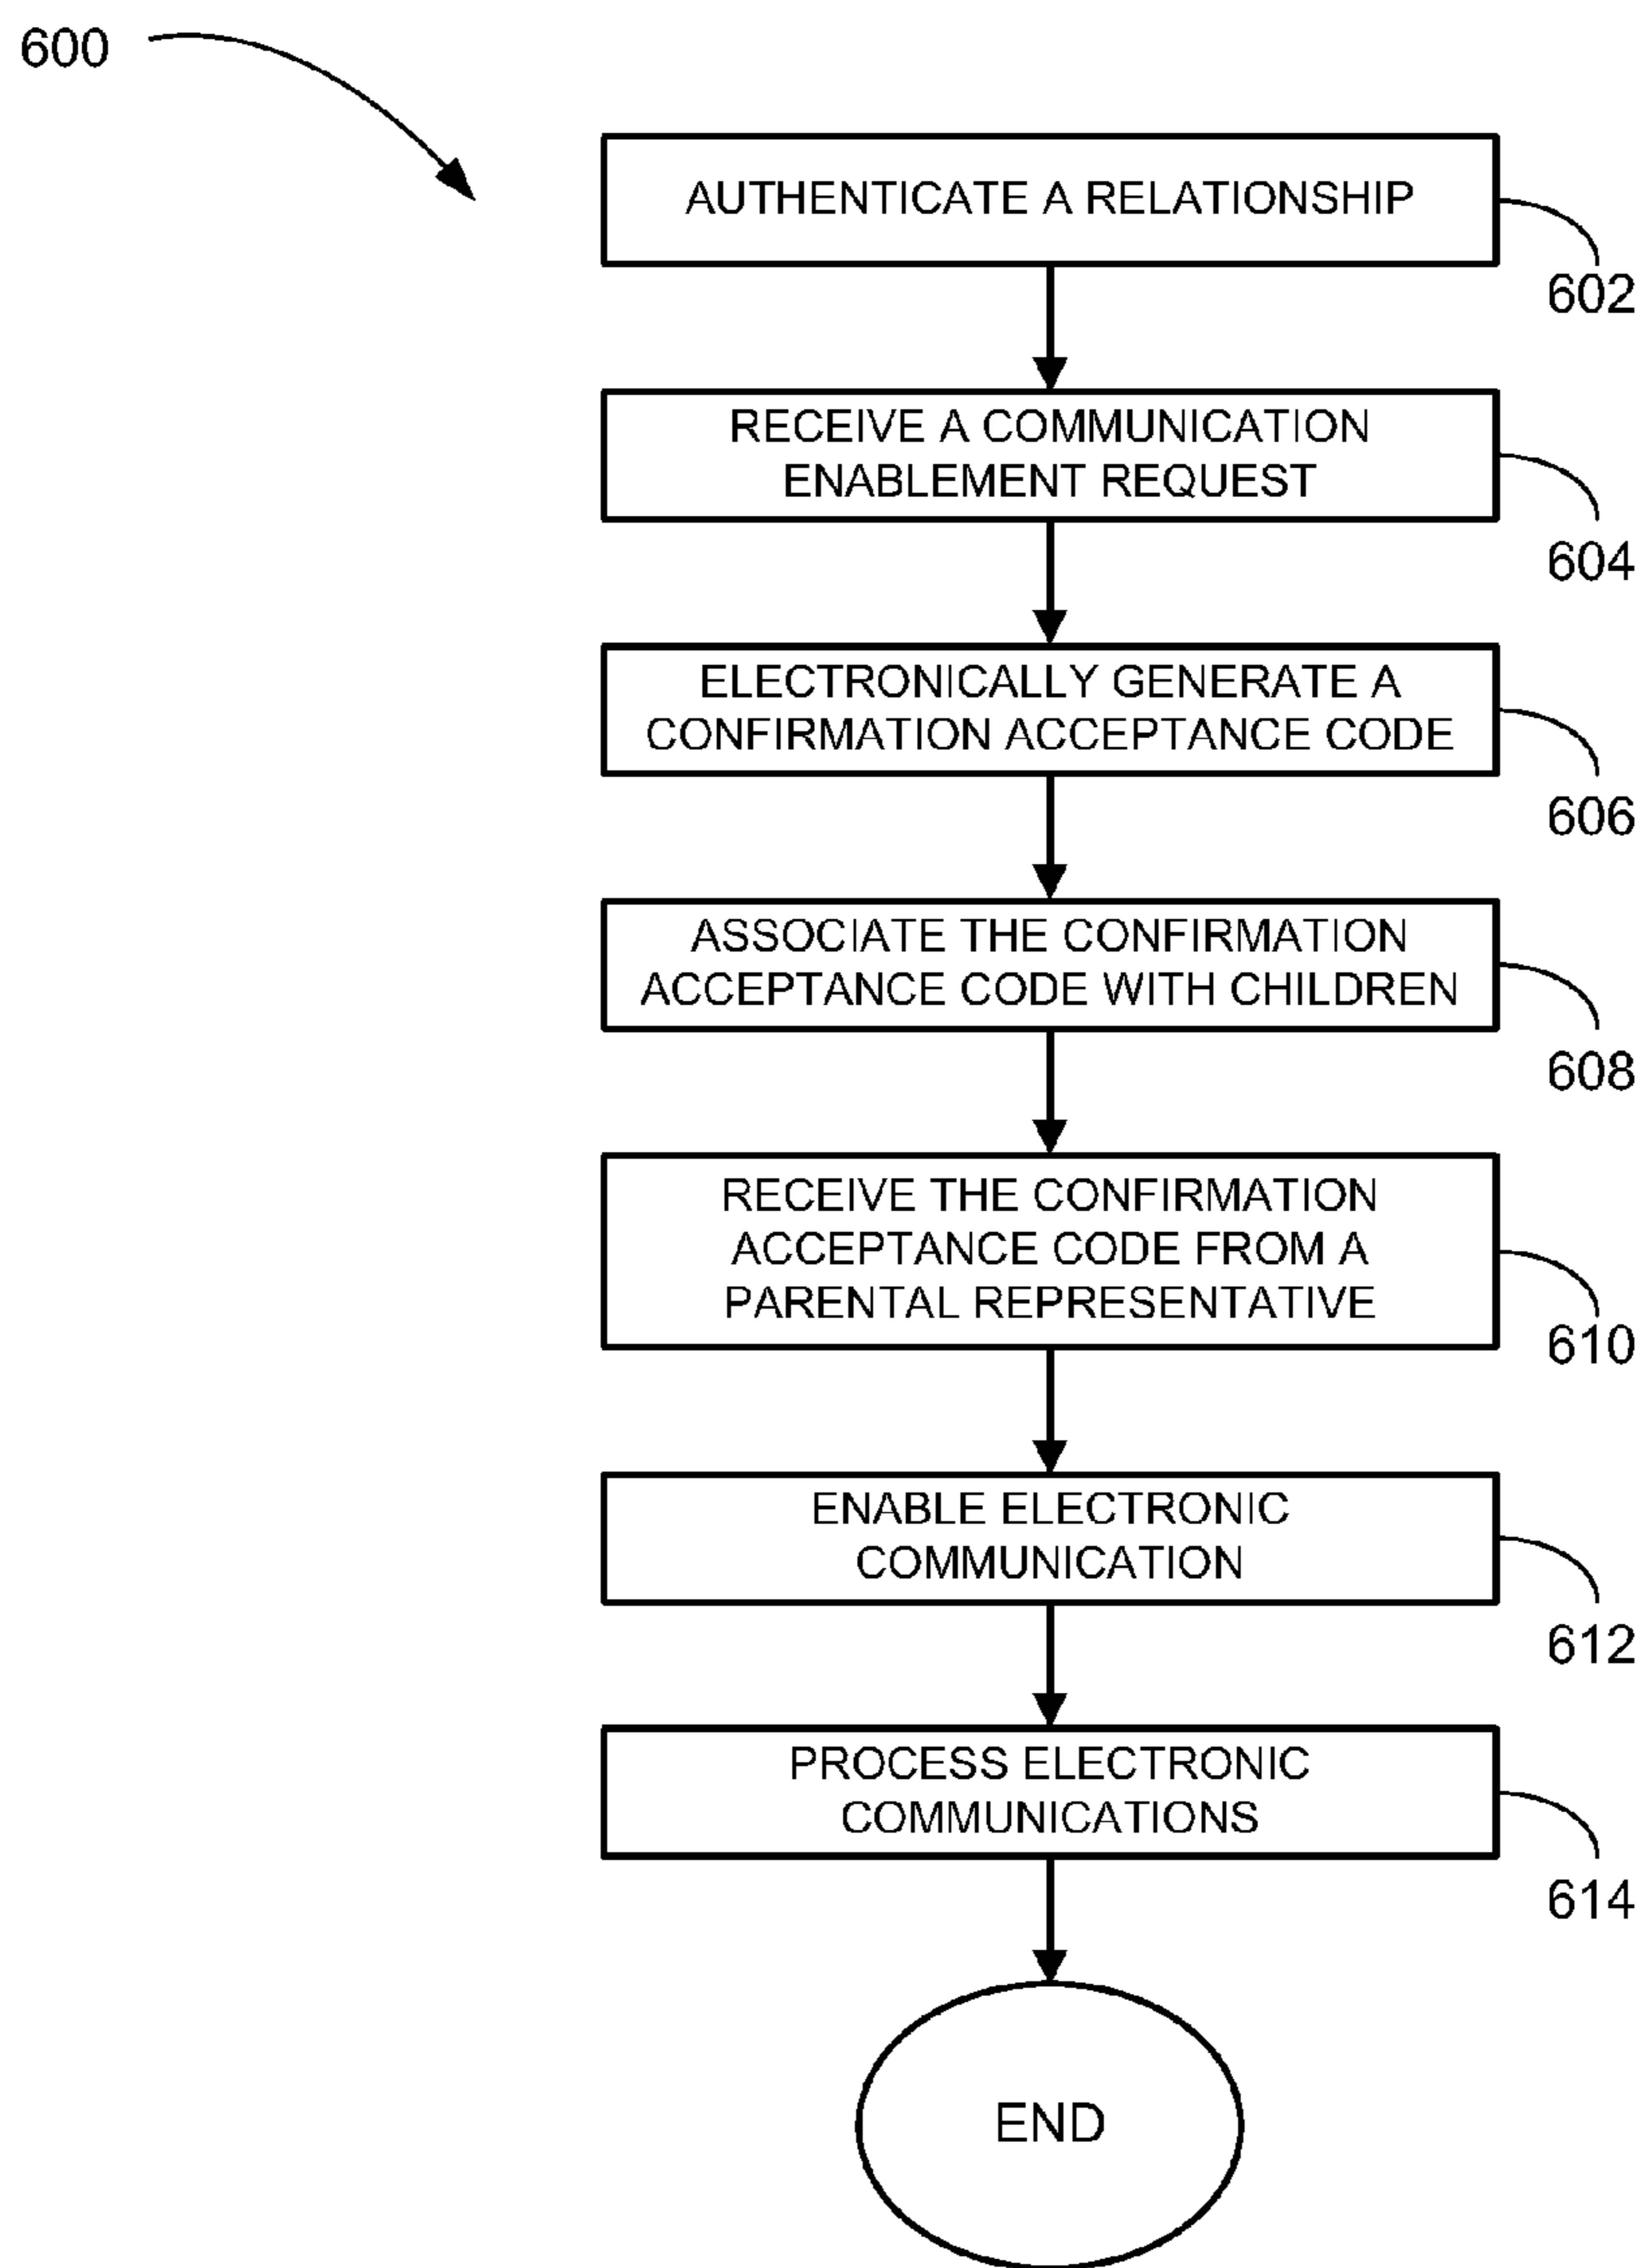 600
AUTHENTICATE A RELATIONSHIP
602
RECEIVE A COMMUNICATION
ENABLEMENT REQUEST
604
ELECTRONICALLY GENERATE A
CONFIRMATION ACCEPTANCE CODE
606
ASSOCIATE THE CONFIRMATION
ACCEPTANCE CODE WITH CHILDREN
608
RECEIVE THE CONFIRMATION
ACCEPTANCE CODE FROM A
PARENTAL REPRESENTATIVE
610
ENABLE ELECTRONIC
COMMUNICATION
612
PROCESS ELECTRONIC
COMMUNICATIONS
614
END